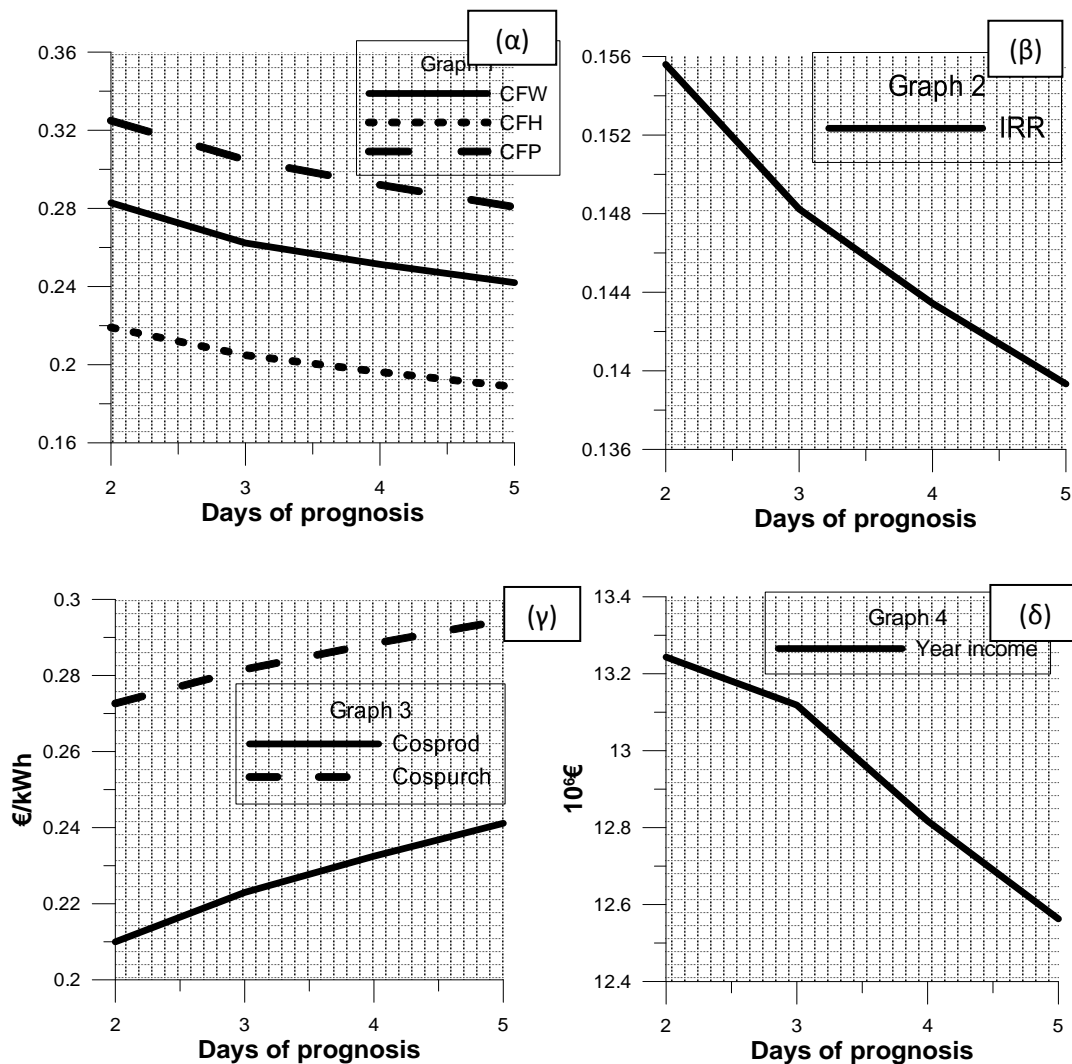 (α)
Graph 1
CFW
CFH
CFP
0.36
0.32
0.28
0.24
0.2
0.16
2 3 4 5
Days of prognosis
(β)
Graph 2
IRR
0.156
0.152
0.148
0.144
0.14
0.136
2 3 4 5
Days of prognosis
(γ)
Graph 3
Cosprod
Cospurch
0.3
0.28
0.26
0.24
0.22
0.2
€/kWh
2 3 4 5
Days of prognosis
(δ)
Graph 4
Year income
13.4
13.2
13
12.8
12.6
12.4
10⁶€
2 3 4 5
Days of prognosis